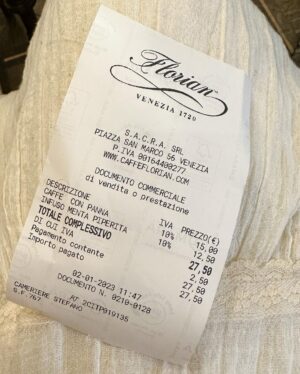 Florian
VENEZIA 1720
S.A.C.R.A. SRL
PIAZZA SAN MARCO 56 VENEZIA
P.IVA 00164400277
WWW.CAFFEFLORIAN.COM
DOCUMENTO COMMERCIALE
di vendita o prestazione
DESCRIZIONE IVA PREZZO(€)
CAFFE CON PANNA 10% 15,00
INFUSO MENTA PIPERITA 10% 12,50
TOTALE COMPLESSIVO 27,50
DI CUI IVA 2,50
Pagamento contante 27,50
Importo pagato 27,50
02-01-2023 11:47
DOCUMENTO N. 0210-0128
RT 2CITP019135
CAMERIERE STEFANO
S.F. 767